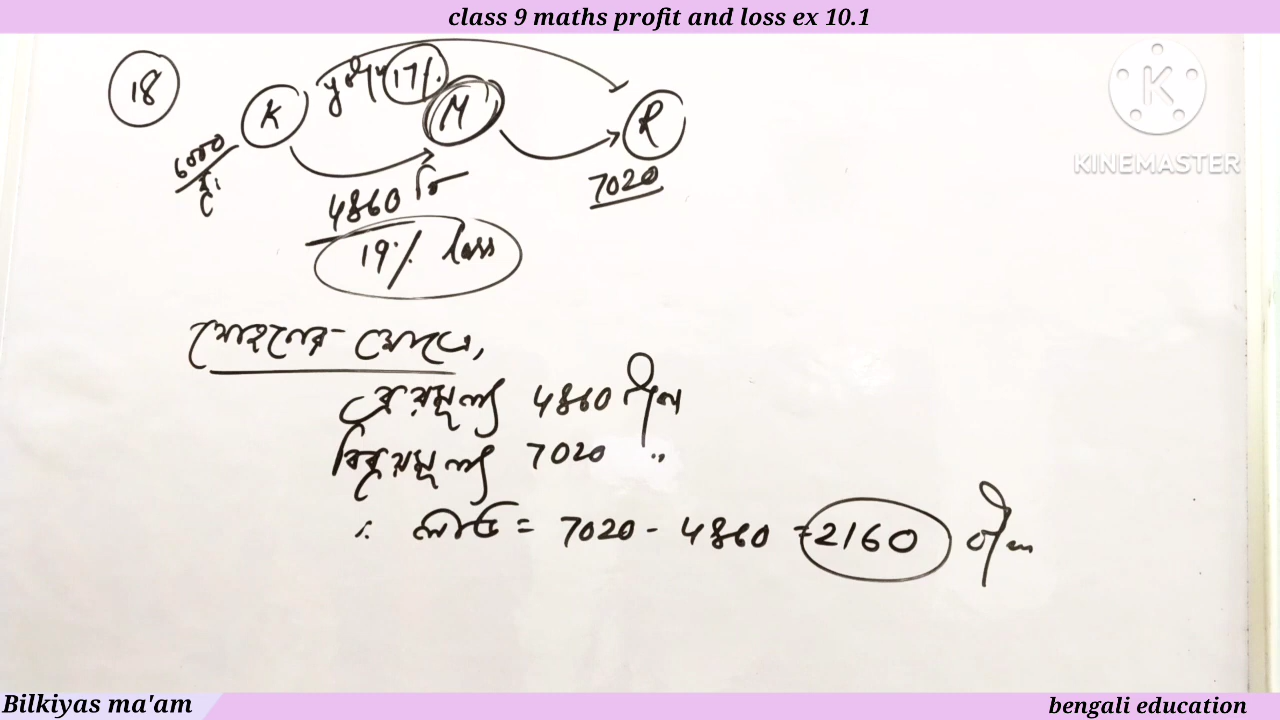 class 9 maths profit and loss ex 10.1
18
K
17%
M
R
KINEMASTER
6000
4860 টা
7020
19% loss
মোহনের
ক্রয়মূল্য 4860
বিক্রয়মূল্য 7020 "
∴ লাভ = 7020 - 4860 = 2160
Bilkiyas ma'am
bengali education